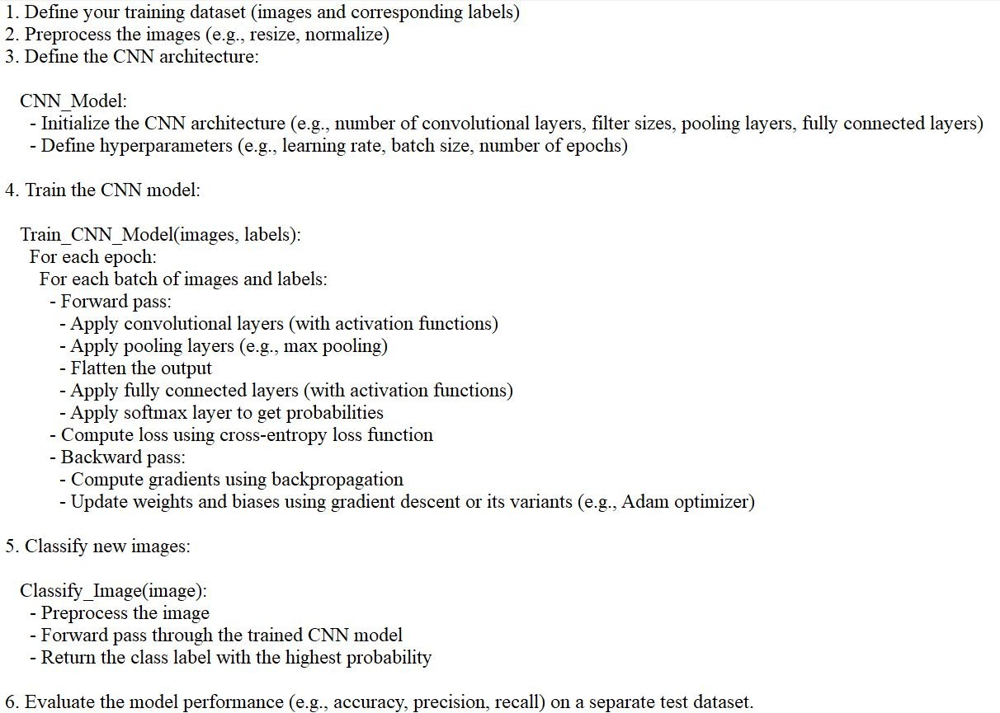 1. Define your training dataset (images and corresponding labels)
2. Preprocess the images (e.g., resize, normalize)
3. Define the CNN architecture:
CNN_Model:
- Initialize the CNN architecture (e.g., number of convolutional layers, filter sizes, pooling layers, fully connected layers)
- Define hyperparameters (e.g., learning rate, batch size, number of epochs)
4. Train the CNN model:
Train_CNN_Model(images, labels):
For each epoch:
For each batch of images and labels:
- Forward pass:
- Apply convolutional layers (with activation functions)
- Apply pooling layers (e.g., max pooling)
- Flatten the output
- Apply fully connected layers (with activation functions)
- Apply softmax layer to get probabilities
- Compute loss using cross-entropy loss function
- Backward pass:
- Compute gradients using backpropagation
- Update weights and biases using gradient descent or its variants (e.g., Adam optimizer)
5. Classify new images:
Classify_Image(image):
- Preprocess the image
- Forward pass through the trained CNN model
- Return the class label with the highest probability
6. Evaluate the model performance (e.g., accuracy, precision, recall) on a separate test dataset.